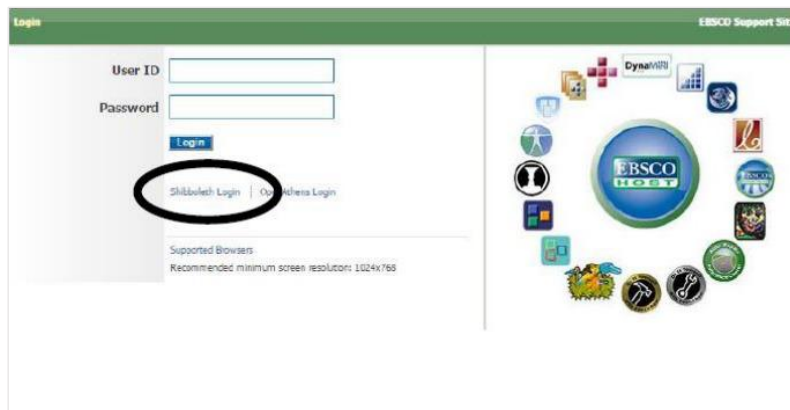 Login
EBSCO Support Sit
User ID
Password
Login
Shibboleth Login | Athens Login
Supported Browsers
Recommended minimum screen resolution: 1024x768
DynaMED
EBSCO
HOST
EBSCO